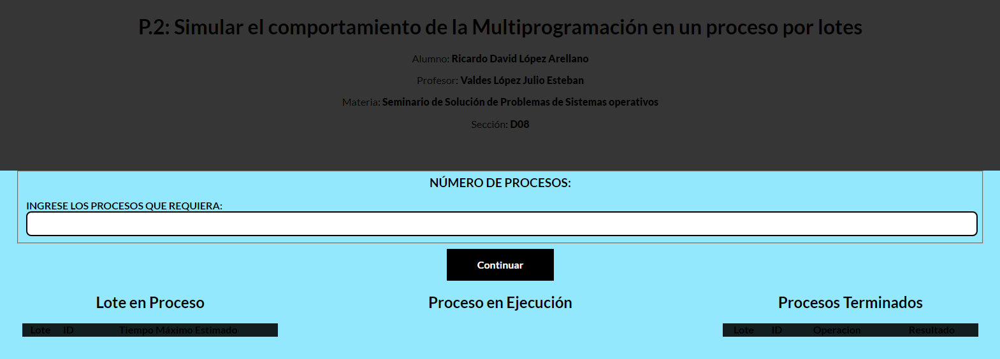 P.2: Simular el comportamiento de la Multiprogramación en un proceso por lotes
Alumno: Ricardo David López Arellano
Profesor: Valdes López Julio Esteban
Materia: Seminario de Solución de Problemas de Sistemas operativos
Sección: D08
NÚMERO DE PROCESOS:
INGRESE LOS PROCESOS QUE REQUIERA:
Continuar
Lote en Proceso
Lote ID Tiempo Máximo Estimado
Proceso en Ejecución
Procesos Terminados
Lote ID Operacion Resultado